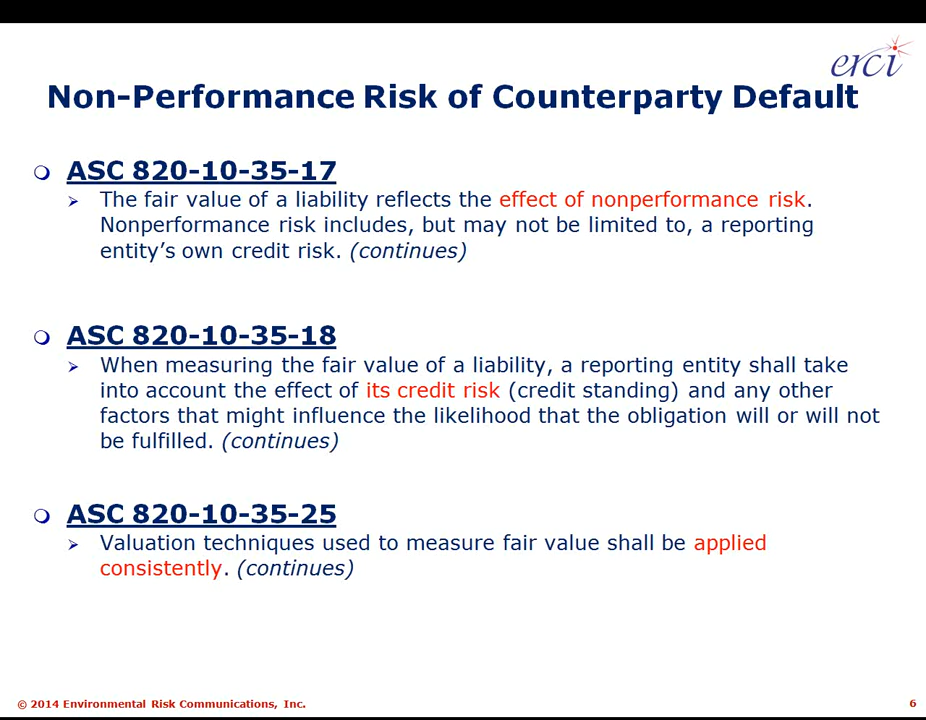 erci
Non-Performance Risk of Counterparty Default
ASC 820-10-35-17
The fair value of a liability reflects the effect of nonperformance risk.
Nonperformance risk includes, but may not be limited to, a reporting
entity’s own credit risk. (continues)
ASC 820-10-35-18
When measuring the fair value of a liability, a reporting entity shall take
into account the effect of its credit risk (credit standing) and any other
factors that might influence the likelihood that the obligation will or will not
be fulfilled. (continues)
ASC 820-10-35-25
Valuation techniques used to measure fair value shall be applied
consistently. (continues)
© 2014 Environmental Risk Communications, Inc.
6